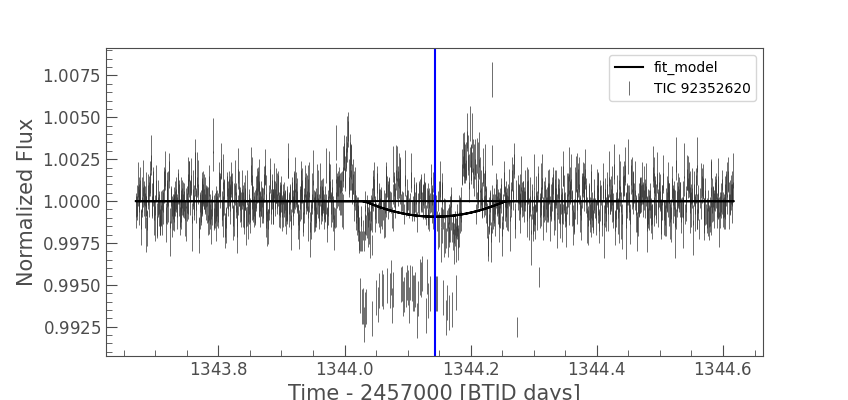 1.0075
1.0050
1.0025
1.0000
0.9975
0.9950
0.9925
Normalized Flux
fit_model
TIC 92352620
1343.8 1344.0 1344.2 1344.4 1344.6
Time - 2457000 [BTJD days]